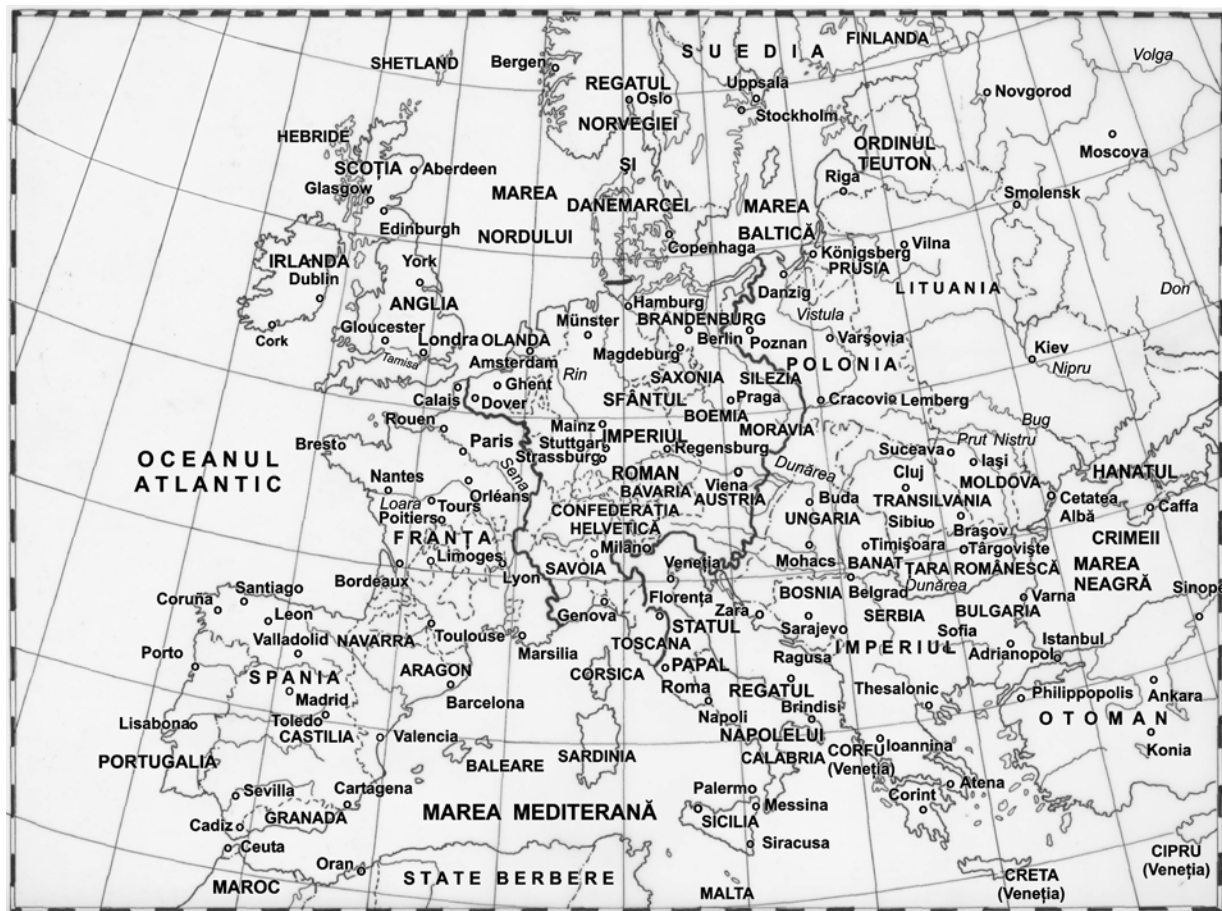 SUEDIA
FINLANDA
Volga
SHETLAND
Bergen
REGATUL
Oslo
NORVEGIEI
ȘI
DANEMARCEI
Uppsala
Stockholm
Novgorod
Moscova
HEBRIDE
SCOȚIA
Aberdeen
Glasgow
Edinburgh
MAREA
NORDULUI
ORDINUL
TEUTON
Riga
Smolensk
MAREA
BALTICĂ
Copenhaga
Königsberg
PRUSIA
Vilna
IRLANDA
Dublin
York
ANGLIA
Cork
Gloucester
Londra
Tamisa
Hamburg
Danzig
LITUANIA
Don
Vistula
Münster
BRANDENBURG
Berlin
Poznan
Varșovia
Kiev
Nipru
OLANDA
Amsterdam
Magdeburg
POLONIA
Rin
Ghent
Dover
Calais
SAXONIA
SILEZIA
SFÂNTUL
Praga
BOEMIA
Cracovia
Lemberg
MORAVIA
Bug
Rouen
Mainz
Stuttgart
IMPERIUL
Regensburg
Prut
Nistru
Brest
Paris
Strassburg
Suceava
Iași
OCEANUL
ATLANTIC
Sena
ROMAN
BAVARIA
Viena
AUSTRIA
Dunărea
Cluj
MOLDOVA
HANATUL
Nantes
Loara
Orléans
Tours
Poitiers
CONFEDERAȚIA
HELVETICĂ
Buda
UNGARIA
TRANSILVANIA
Sibiu
Brașov
Cetatea
Albă
Caffa
CRIMEII
FRANȚA
Limoges
Milano
Timișoara
Târgoviște
Bordeaux
Lyon
SAVOIA
Veneția
Mohacs
BANAT
ȚARA ROMÂNEASCĂ
MAREA
NEAGRĂ
Santiago
Coruña
Genova
Florența
Zara
BOSNIA
Belgrad
Dunărea
Varna
Sinope
Leon
Valladolid
NAVARRA
Toulouse
Marsilia
STATUL
TOSCANA
Sarajevo
SERBIA
BULGARIA
Sofia
Istanbul
IMPERIUL
Adrianopol
Porto
ARAGON
CORSICA
PAPAL
Ragusa
SPANIA
Madrid
Barcelona
Roma
REGATUL
Thesalonic
Philippopolis
Ankara
Brindisi
Lisabona
Toledo
CASTILIA
Valencia
Napoli
NAPOLELUI
OTOMAN
PORTUGALIA
BALEARE
SARDINIA
CALABRIA
CORFU
(Veneția)
Ioannina
Konia
Sevilla
Cartagena
Palermo
Messina
Corint
Atena
GRANADA
MAREA MEDITERANĂ
SICILIA
Cadiz
Ceuta
Siracusa
Oran
CIPRU
(Veneția)
MAROC
STATE BERBERE
MALTA
CRETA
(Veneția)